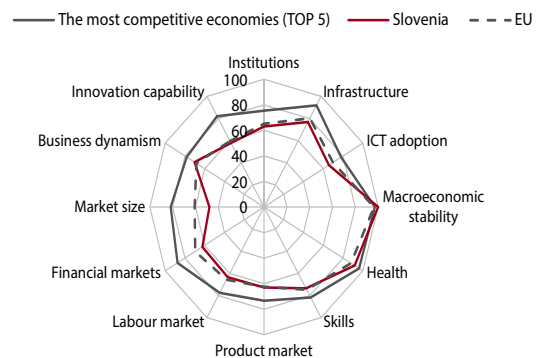 The most competitive economies (TOP 5) Slovenia EU
Institutions
100
Innovation capability Infrastructure
80
60
Business dynamism ICT adoption
40
20
Market size 0 Macroeconomic
stability
Financial markets Health
Labour market Skills
Product market